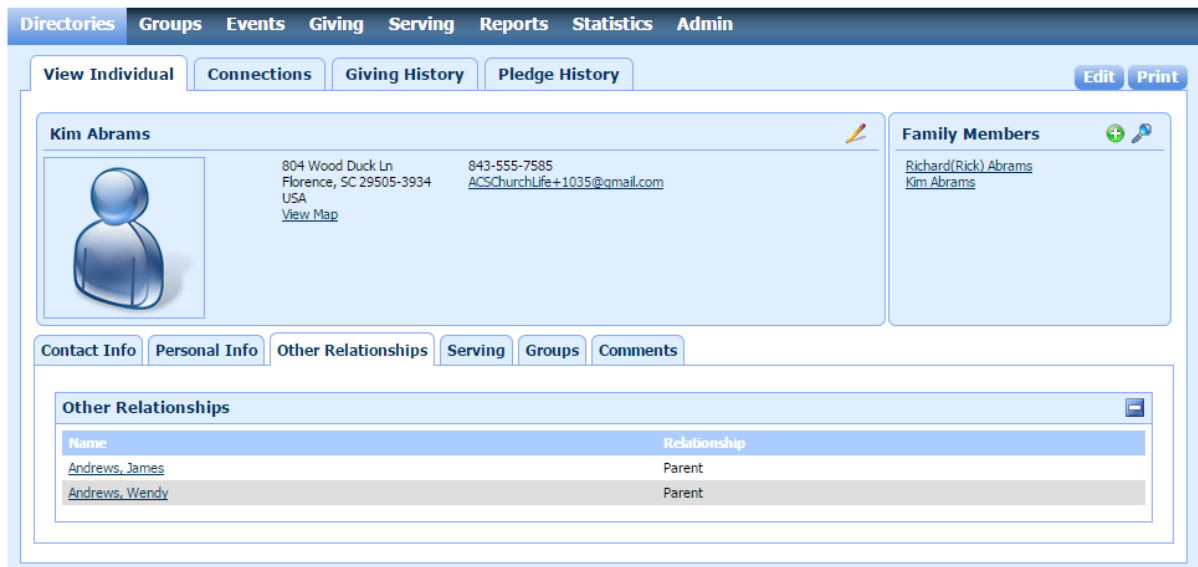 Directories Groups Events Giving Serving Reports Statistics Admin
View Individual Connections Giving History Pledge History Edit Print
Kim Abrams
804 Wood Duck Ln 843-555-7585
Florence, SC 29505-3934 ACSChurchLife+1035@gmail.com
USA
View Map
Family Members
Richard(Rick) Abrams
Kim Abrams
Contact Info Personal Info Other Relationships Serving Groups Comments
Other Relationships
Name Relationship
Andrews, James Parent
Andrews, Wendy Parent